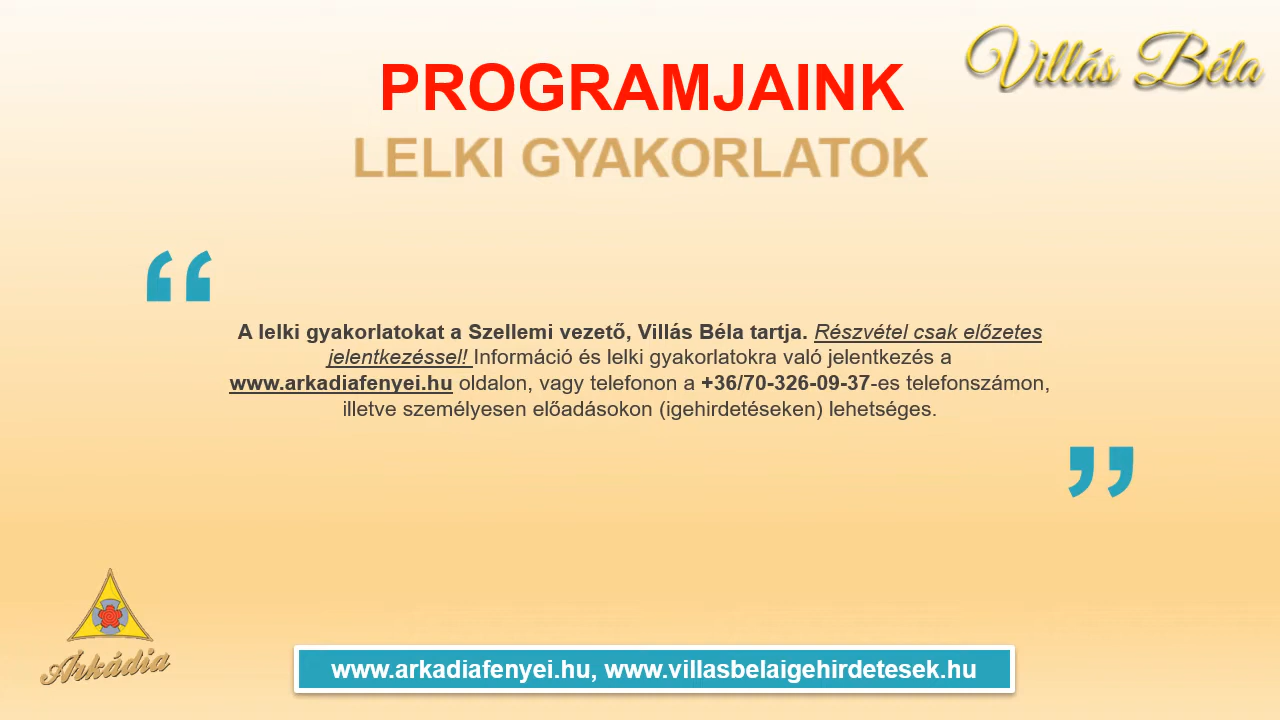 Villás Béla
PROGRAMJAINK
LELKI GYAKORLATOK
“
A lelki gyakorlatokat a Szellemi vezető, Villás Béla tartja. Részvétel csak előzetes
jelentkezéssel! Információ és lelki gyakorlatokra való jelentkezés a
www.arkadiafenyei.hu oldalon, vagy telefonon a +36/70-326-09-37-es telefonszámon,
illetve személyesen előadásokon (igehirdetéseken) lehetséges.
”
Árkádia
www.arkadiafenyei.hu, www.villasbelaigehirdetesek.hu